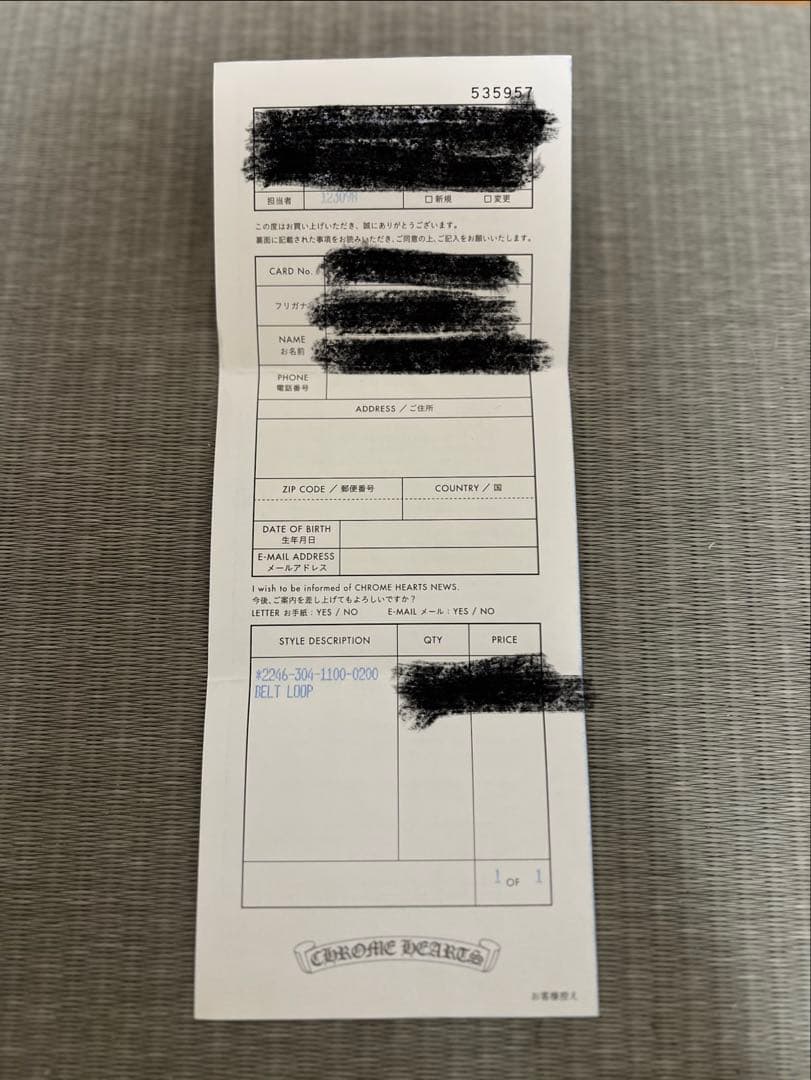 535957
担当者 123098 □ 新規 □ 変更
この度はお買い上げいただき、誠にありがとうございます。
裏面に記載された事項をお読みいただき、ご同意の上、ご記入をお願いいたします。
CARD No.
フリガナ
NAME
お名前
PHONE
電話番号
ADDRESS / ご住所
ZIP CODE / 郵便番号 COUNTRY / 国
DATE OF BIRTH
生年月日
E-MAIL ADDRESS
メールアドレス
I wish to be informed of CHROME HEARTS NEWS.
今後、ご案内を差し上げてもよろしいですか？
LETTER お手紙：YES / NO E-MAIL メール：YES / NO
STYLE DESCRIPTION QTY PRICE
*2246-304-1100-0200
BELT LOOP
1 OF 1
CHROME HEARTS
お客様控え